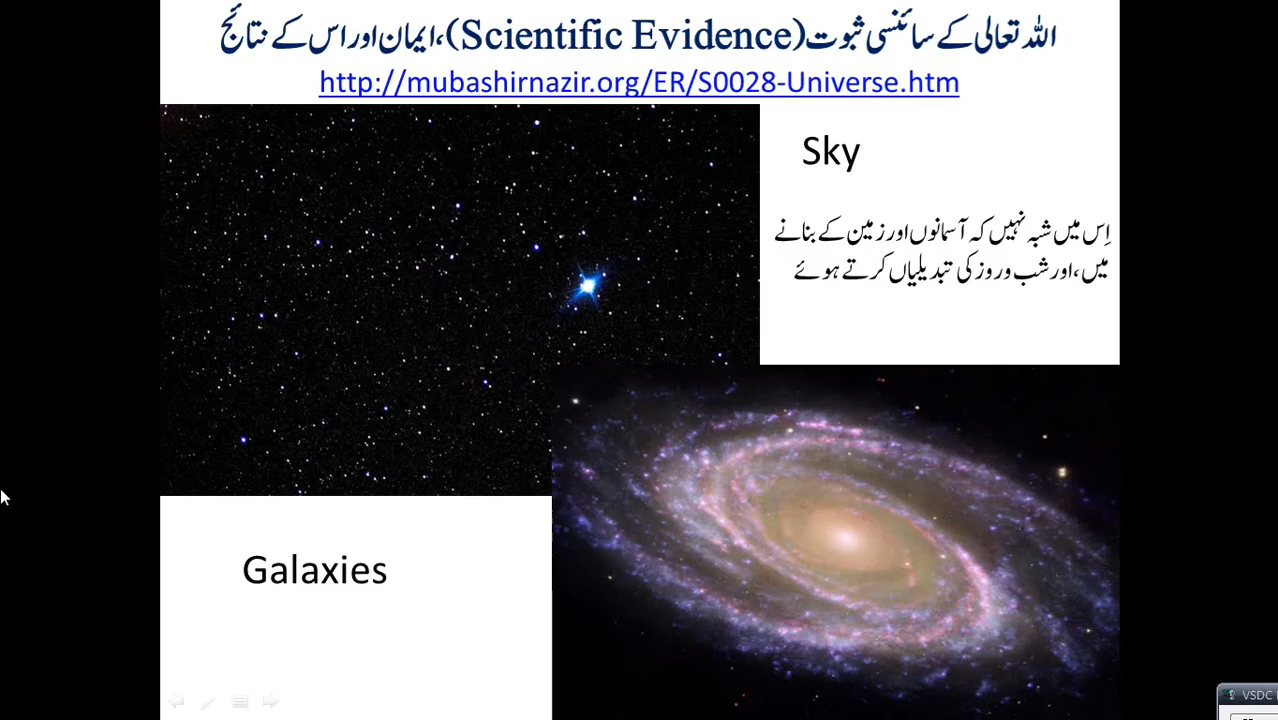 اللہ تعالی کے سائنسی ثبوت (Scientific Evidence)، ایمان اور اس کے نتائج
http://mubashirnazir.org/ER/S0028-Universe.htm
Sky
اِس میں شبہ نہیں کہ آسمانوں اور زمین کے بنانے
میں، اور شب و روز کی تبدیلیاں کرتے ہوئے
Galaxies
VSDC